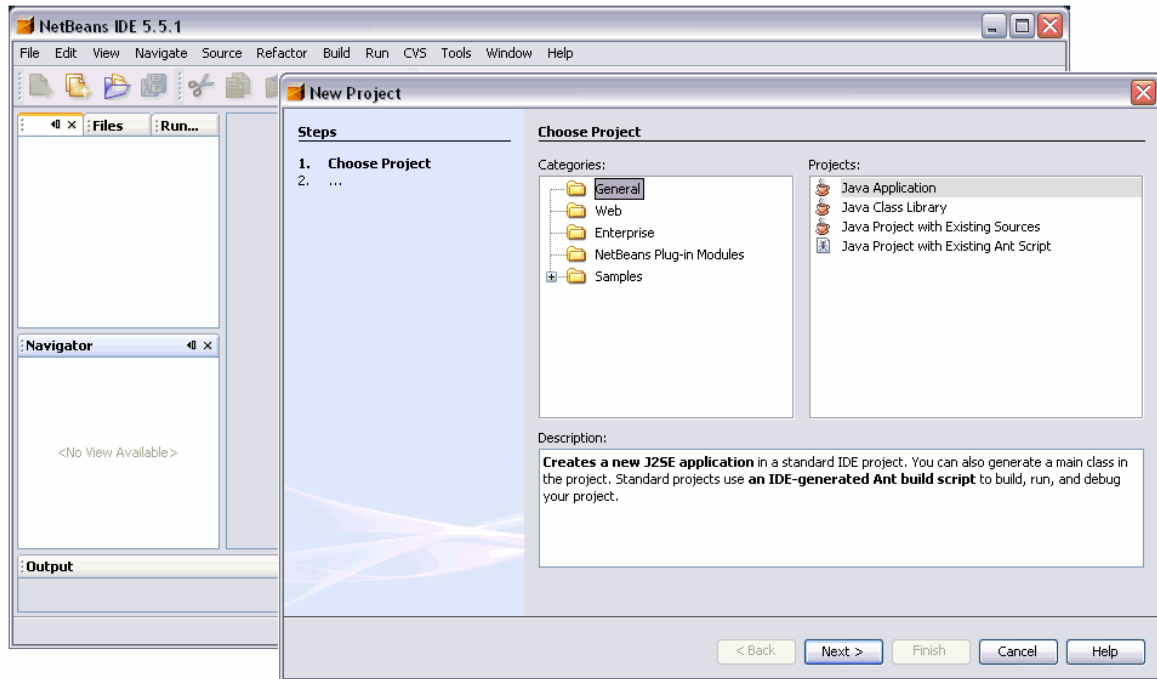 NetBeans IDE 5.5.1
File Edit View Navigate Source Refactor Build Run CVS Tools Window Help
Files Run...
Navigator
<No View Available>
Output
New Project
Steps
1. Choose Project
2. ...
Choose Project
Categories:
General
Web
Enterprise
NetBeans Plug-in Modules
Samples
Projects:
Java Application
Java Class Library
Java Project with Existing Sources
Java Project with Existing Ant Script
Description:
Creates a new J2SE application in a standard IDE project. You can also generate a main class in
the project. Standard projects use an IDE-generated Ant build script to build, run, and debug
your project.
< Back Next > Finish Cancel Help